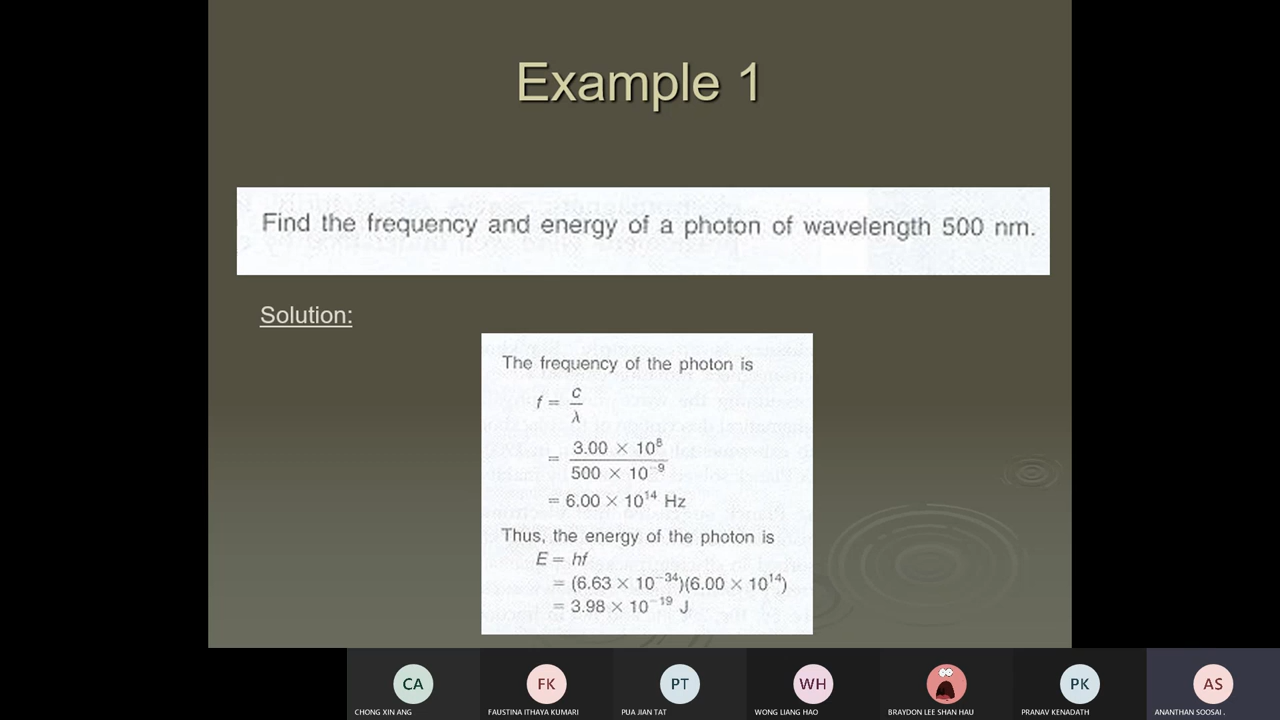 Example 1
Find the frequency and energy of a photon of wavelength 500 nm.
Solution:
The frequency of the photon is
f = c/λ
= 3.00 × 10⁸ / 500 × 10⁻⁹
= 6.00 × 10¹⁴ Hz
Thus, the energy of the photon is
E = hf
= (6.63 × 10⁻³⁴)(6.00 × 10¹⁴)
= 3.98 × 10⁻¹⁹ J
CA FK PT WH PK AS
CHONG XIN ANG FAUSTINA ITHAYA KUMARI PUA JIAN TAT WONG LIANG HAO BRAYDON LEE SHAN HAU PRANAV KENADATH ANANTHAN SOOSAI .